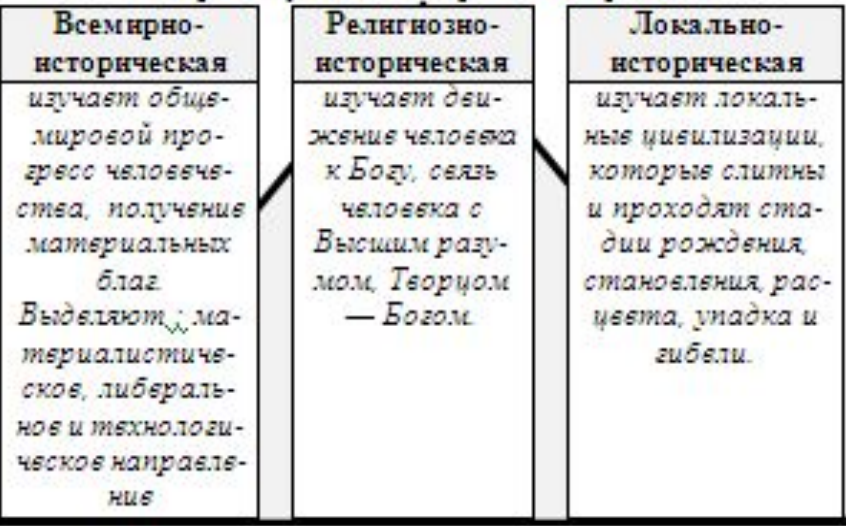 Всемирно-
историческая
изучает обще-
мировой про-
гресс человече-
ства, получение
материальных
благ.
Выделяют : ма-
териалистиче-
ское, либераль-
ное и технологи-
ческое направле-
ние
Религиозно-
историческая
изучает дви-
жение человека
к Богу, связь
человека с
Высшим разу-
мом, Творцом
— Богом.
Локально-
историческая
изучает локаль-
ные цивилизации,
которые слитны
и проходят ста-
дии рождения,
становления, рас-
цвета, упадка и
гибели.